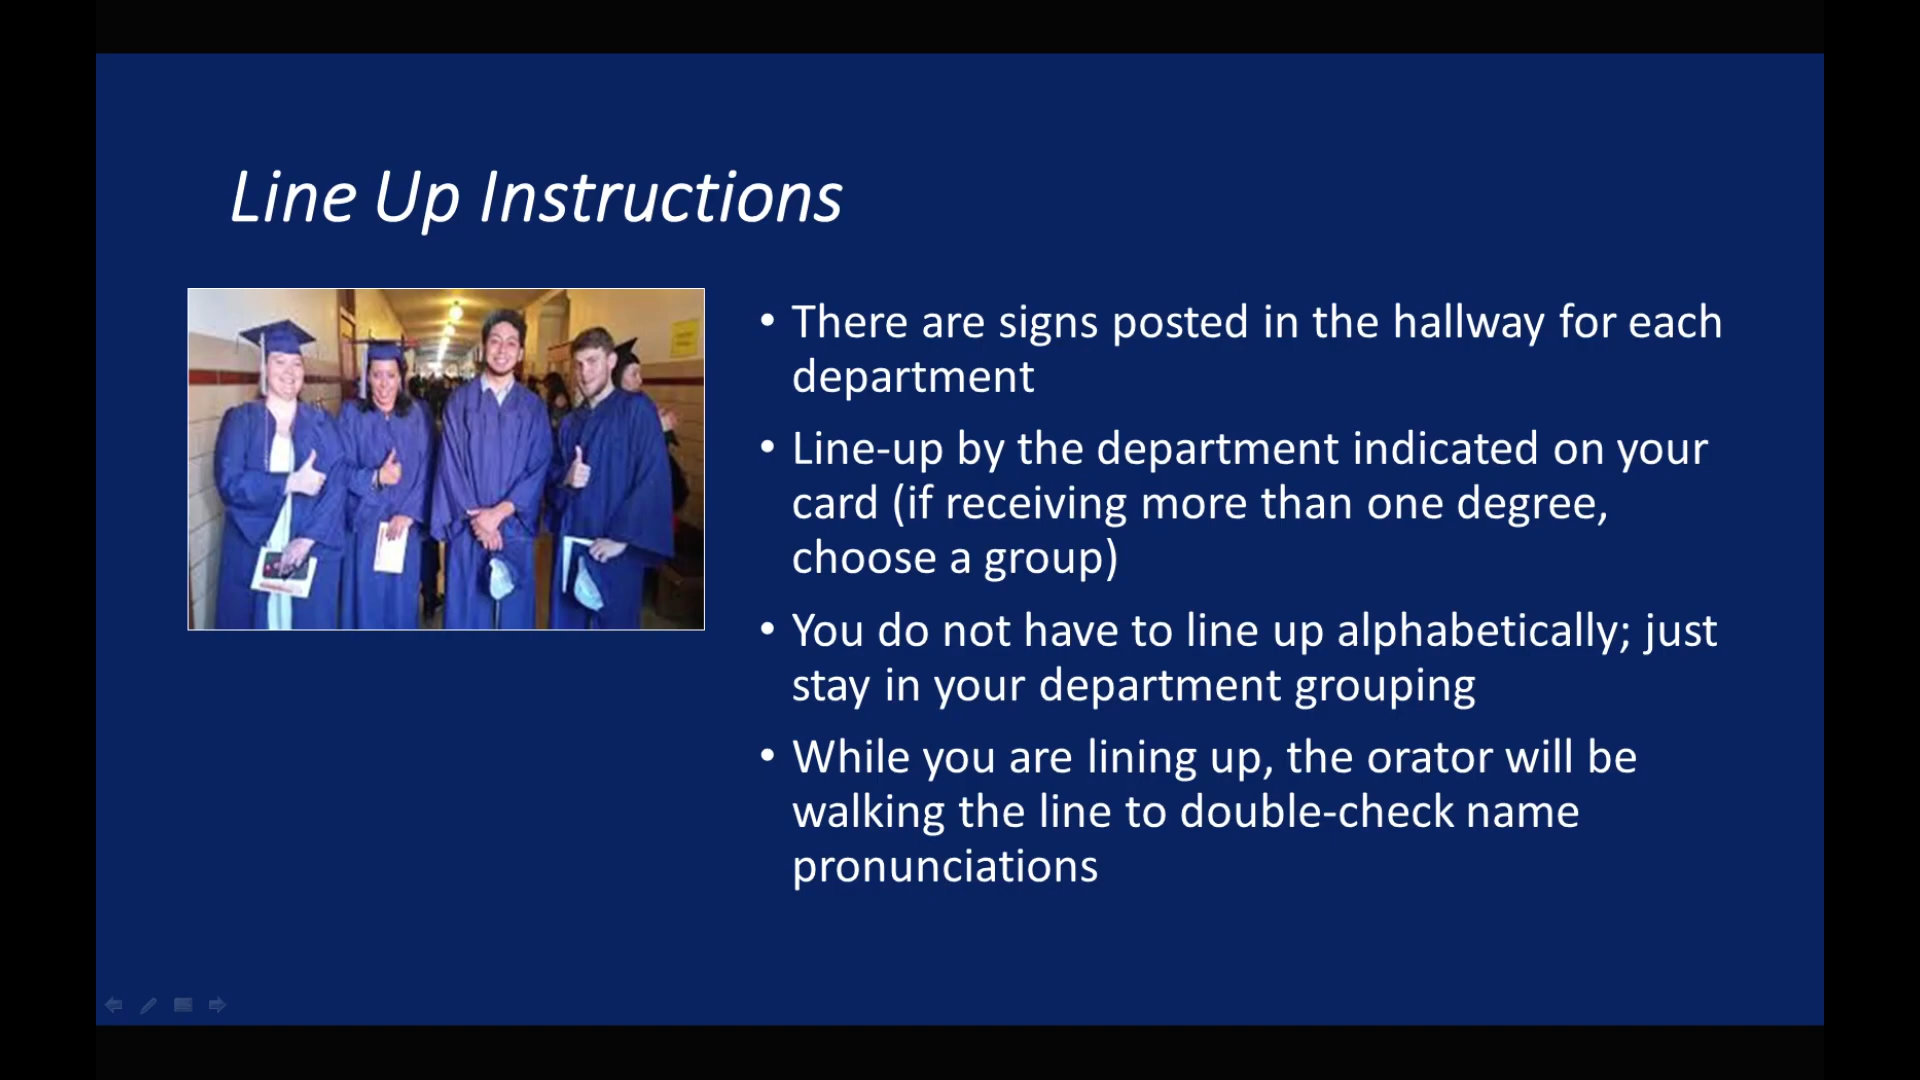 Line Up Instructions
• There are signs posted in the hallway for each
department
• Line-up by the department indicated on your
card (if receiving more than one degree,
choose a group)
• You do not have to line up alphabetically; just
stay in your department grouping
• While you are lining up, the orator will be
walking the line to double-check name
pronunciations